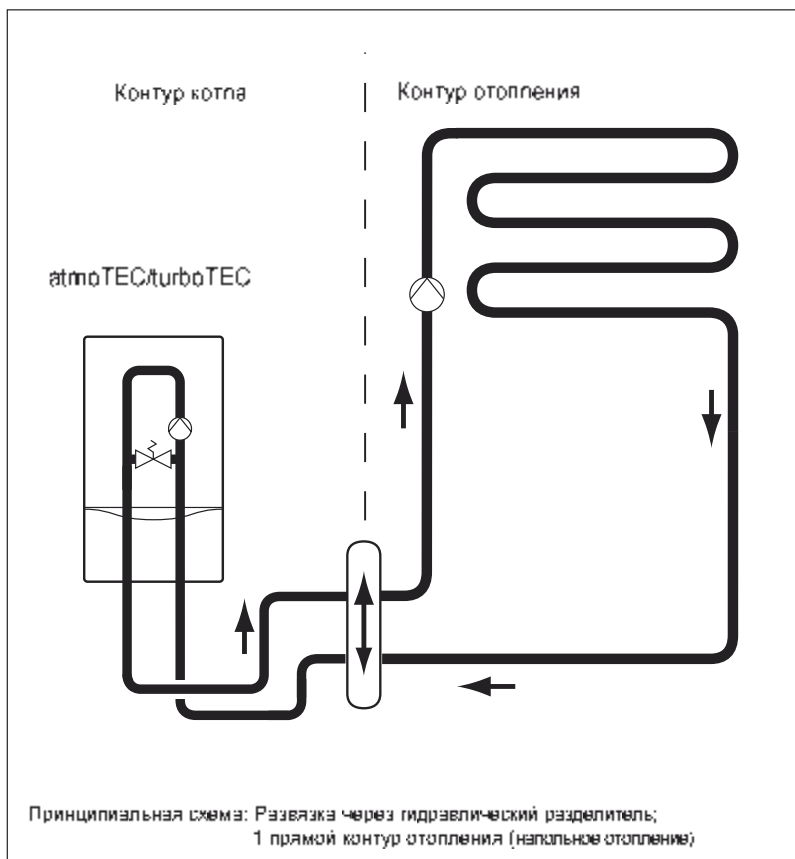 Контур котла
Контур отопления
atmoTEC/turboTEC
Принципиальная схема: Развязка через гидравлический разделитель;
1 прямой контур отопления (напольное отопление)